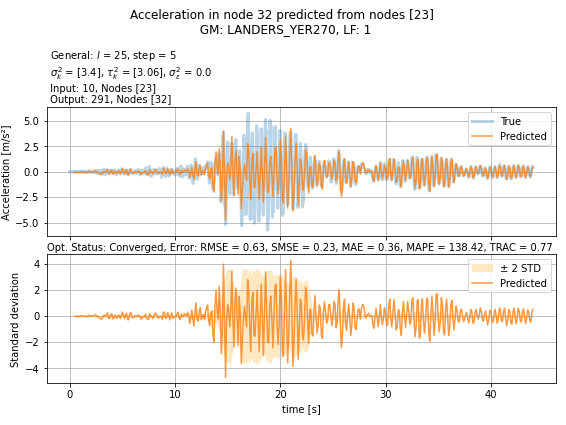 Acceleration in node 32 predicted from nodes [23]
GM: LANDERS_YER270, LF: 1
General: l = 25, step = 5
σ²ₖ = [3.4], τ²ₖ = [3.06], σ²ε = 0.0
Input: 10, Nodes [23]
Output: 291, Nodes [32]
Acceleration [m/s²]
5.0
2.5
0.0
−2.5
−5.0
True
Predicted
Opt. Status: Converged, Error: RMSE = 0.63, SMSE = 0.23, MAE = 0.36, MAPE = 138.42, TRAC = 0.77
Standard deviation
4
2
0
−2
−4
± 2 STD
Predicted
0
10
20
30
40
time [s]